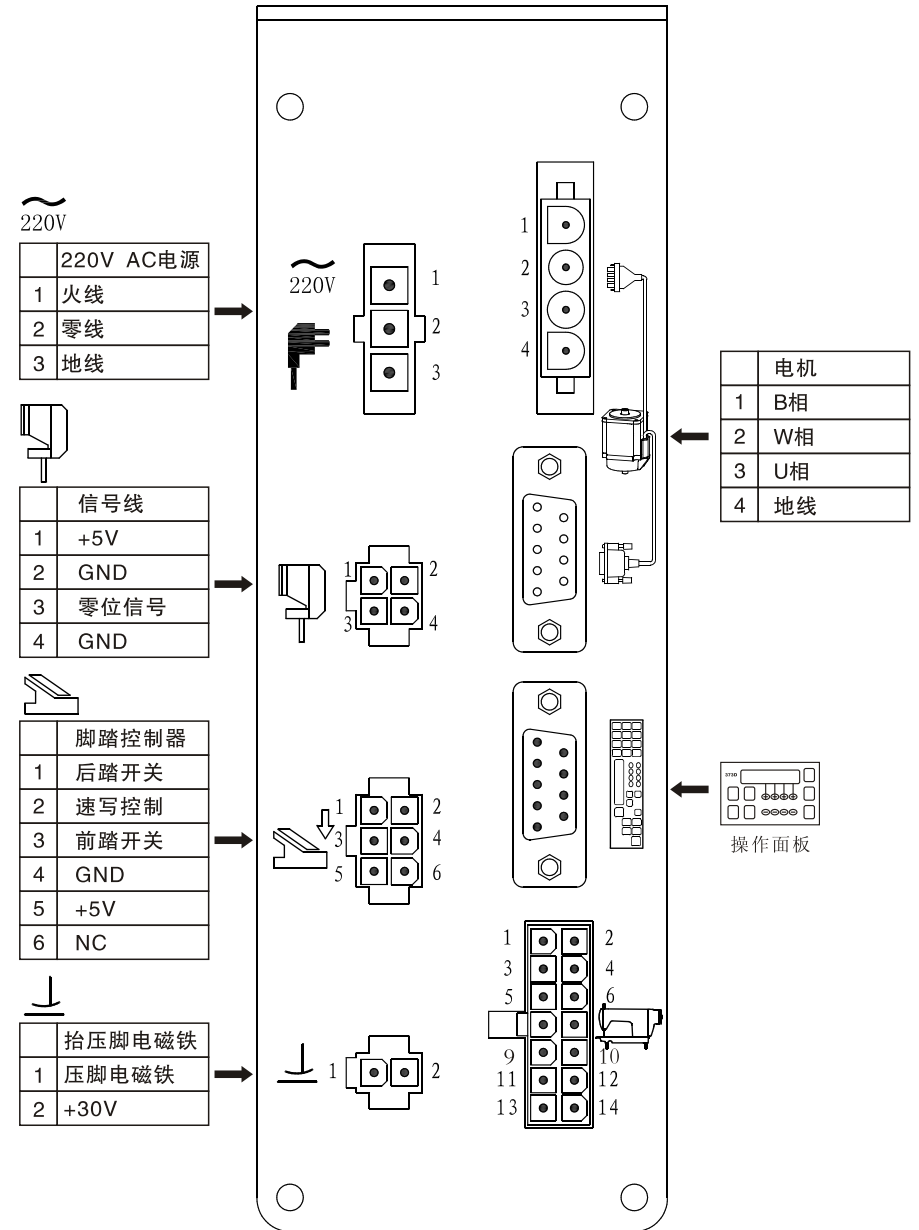 220V
220V AC电源
1 火线
2 零线
3 地线
信号线
1 +5V
2 GND
3 零位信号
4 GND
脚踏控制器
1 后踏开关
2 速写控制
3 前踏开关
4 GND
5 +5V
6 NC
抬压脚电磁铁
1 压脚电磁铁
2 +30V
220V
1
2
3
1 2
3 4
1 2
3 4
5 6
1 2
1
2
3
4
1 2
3 4
5 6
9 10
11 12
13 14
电机
1 B相
2 W相
3 U相
4 地线
操作面板